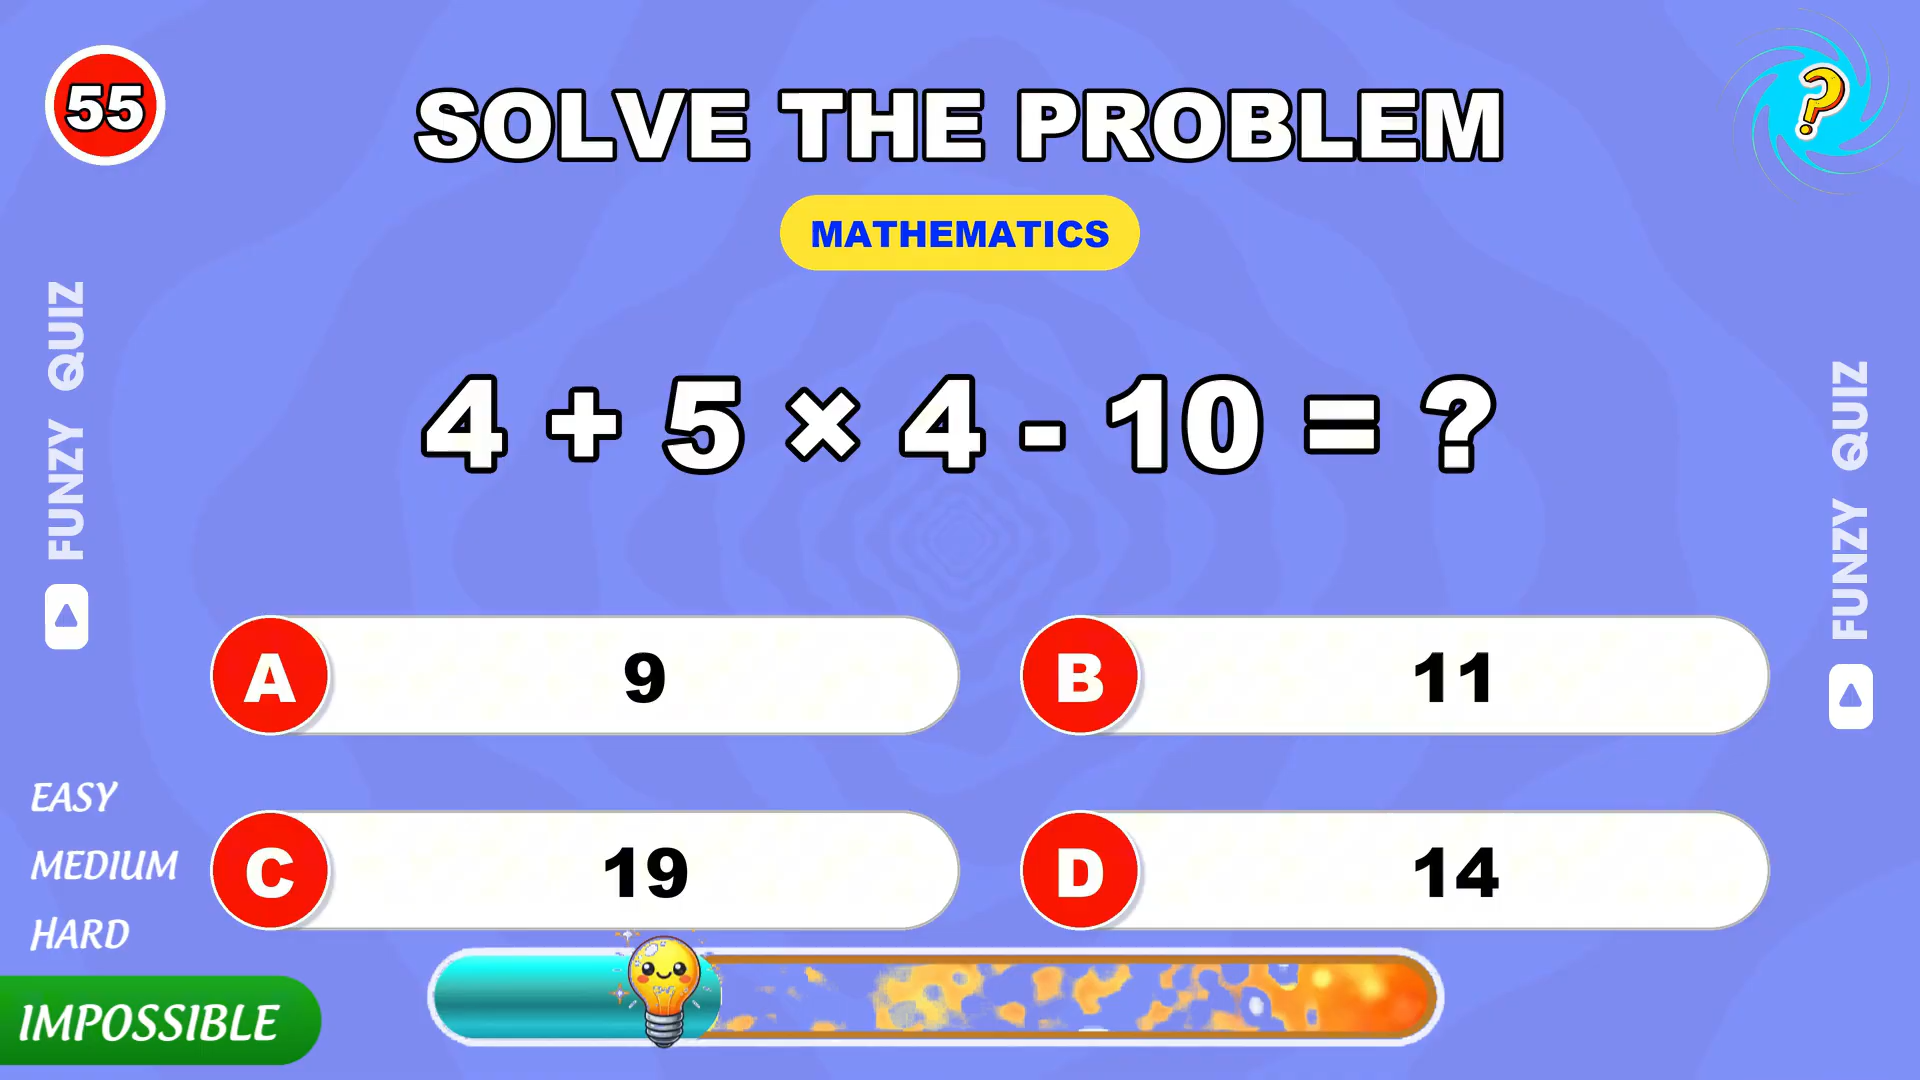 55
SOLVE THE PROBLEM
?
MATHEMATICS
FUNZY QUIZ
4 + 5 × 4 - 10 = ?
FUNZY QUIZ
A 9
B 11
C 19
D 14
EASY
MEDIUM
HARD
IMPOSSIBLE